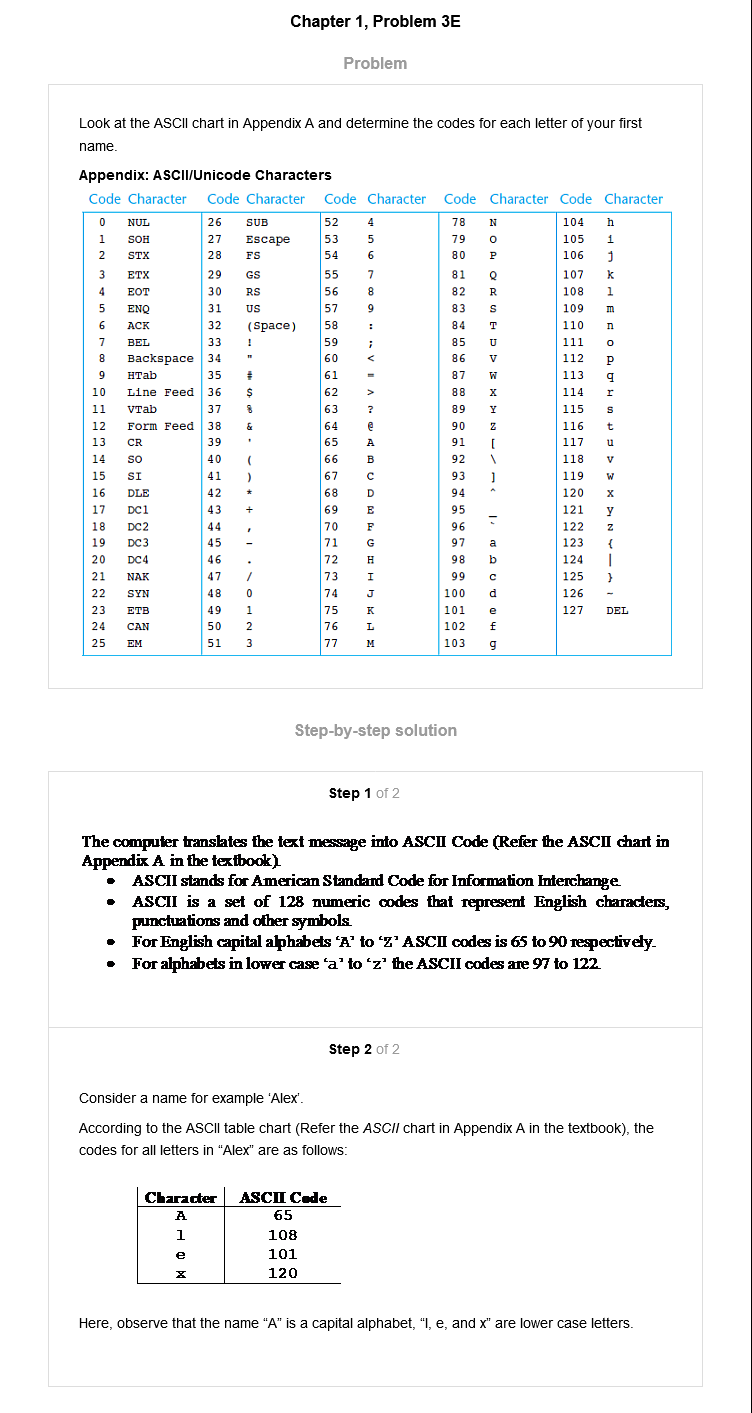 Chapter 1, Problem 3E
Problem
Look at the ASCII chart in Appendix A and determine the codes for each letter of your first
name.
Appendix: ASCII/Unicode Characters
Code Character Code Character Code Character Code Character Code Character
0 NUL 26 SUB 52 4 78 N 104 h
1 SOH 27 Escape 53 5 79 O 105 i
2 STX 28 FS 54 6 80 P 106 j
3 ETX 29 GS 55 7 81 Q 107 k
4 EOT 30 RS 56 8 82 R 108 l
5 ENQ 31 US 57 9 83 S 109 m
6 ACK 32 (Space) 58 : 84 T 110 n
7 BEL 33 ! 59 ; 85 U 111 o
8 Backspace 34 " 60 < 86 V 112 p
9 HTab 35 # 61 = 87 W 113 q
10 Line Feed 36 $ 62 > 88 X 114 r
11 VTab 37 % 63 ? 89 Y 115 s
12 Form Feed 38 & 64 @ 90 Z 116 t
13 CR 39 ' 65 A 91 [ 117 u
14 SO 40 ( 66 B 92 \ 118 v
15 SI 41 ) 67 C 93 ] 119 w
16 DLE 42 * 68 D 94 ^ 120 x
17 DC1 43 + 69 E 95 _ 121 y
18 DC2 44 , 70 F 96 ` 122 z
19 DC3 45 - 71 G 97 a 123 {
20 DC4 46 . 72 H 98 b 124 |
21 NAK 47 / 73 I 99 c 125 }
22 SYN 48 0 74 J 100 d 126 ~
23 ETB 49 1 75 K 101 e 127 DEL
24 CAN 50 2 76 L 102 f
25 EM 51 3 77 M 103 g
Step-by-step solution
Step 1 of 2
The computer translates the text message into ASCII Code (Refer the ASCII chart in
Appendix A in the textbook).
• ASCII stands for American Standard Code for Information Interchange.
• ASCII is a set of 128 numeric codes that represent English characters,
punctuations and other symbols.
• For English capital alphabets ‘A’ to ‘Z’ ASCII codes is 65 to 90 respectively.
• For alphabets in lower case ‘a’ to ‘z’ the ASCII codes are 97 to 122.
Step 2 of 2
Consider a name for example ‘Alex’.
According to the ASCII table chart (Refer the ASCII chart in Appendix A in the textbook), the
codes for all letters in “Alex” are as follows:
Character ASCII Code
A 65
l 108
e 101
x 120
Here, observe that the name “A” is a capital alphabet, “l, e, and x” are lower case letters.